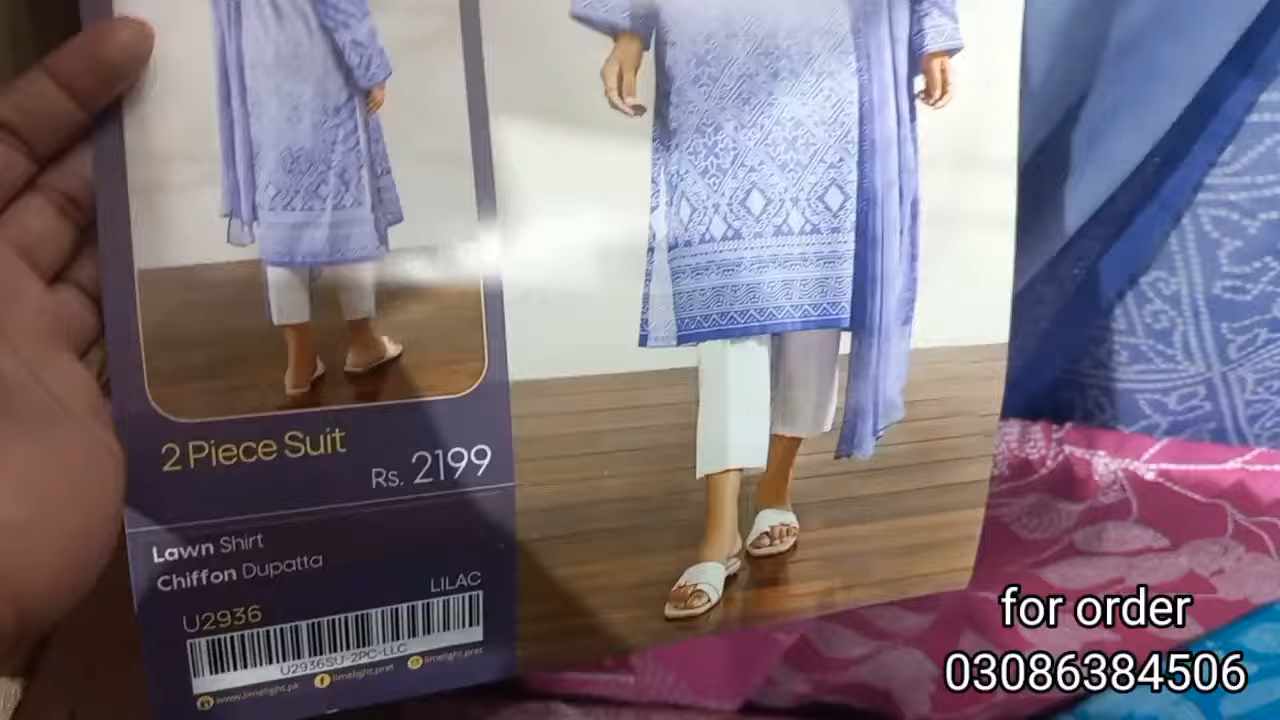 2 Piece Suit
Rs. 2199
Lawn Shirt
Chiffon Dupatta
LILAC
U2936
U2936SU-2PC-LLC
www.limelight.pk
limelight.pret
limelight.pret
for order
03086384506